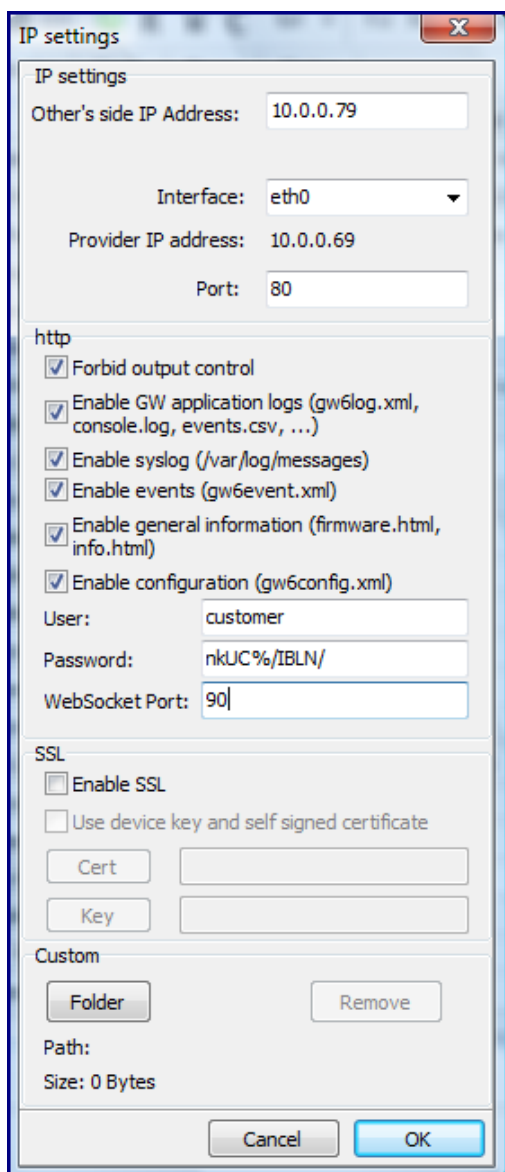 IP settings
IP settings
Other's side IP Address: 10.0.0.79
Interface: eth0
Provider IP address: 10.0.0.69
Port: 80
http
Forbid output control
Enable GW application logs (gw6log.xml,
console.log, events.csv, ...)
Enable syslog (/var/log/messages)
Enable events (gw6event.xml)
Enable general information (firmware.html,
info.html)
Enable configuration (gw6config.xml)
User: customer
Password: nkUC%/IBLN/
WebSocket Port: 90
SSL
Enable SSL
Use device key and self signed certificate
Cert
Key
Custom
Folder Remove
Path:
Size: 0 Bytes
Cancel OK